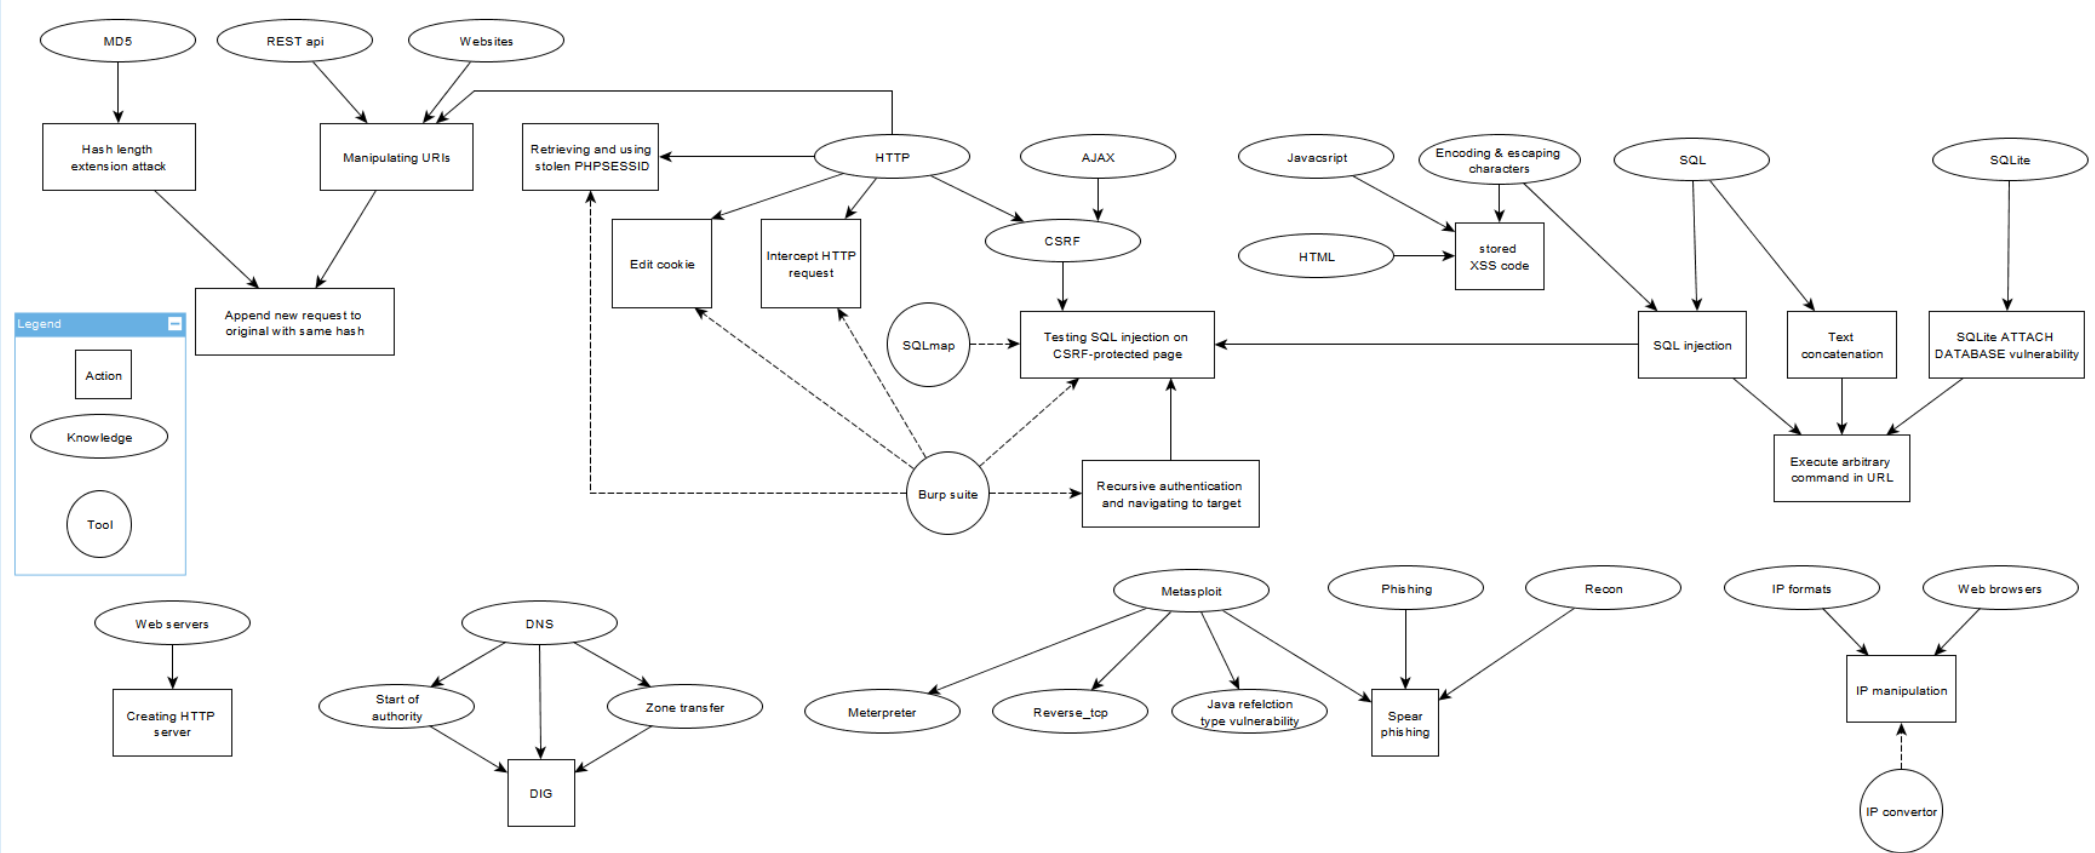 MD5
REST api
Websites
Hash length
extension attack
Manipulating URIs
Retrieving and using
stolen PHPSESSID
HTTP
AJAX
Javacsript
Encoding & escaping
characters
SQL
SQLite
Edit cookie
Intercept HTTP
request
CSRF
HTML
stored
XSS code
Append new request to
original with same hash
SQLmap
Testing SQL injection on
CSRF-protected page
SQL injection
Text
concatenation
SQLite ATTACH
DATABASE vulnerability
Legend
Action
Knowledge
Tool
Burp suite
Recursive authentication
and navigating to target
Execute arbitrary
command in URL
Web servers
Creating HTTP
server
DNS
Start of
authority
Zone transfer
DIG
Metasploit
Phishing
Recon
Meterpreter
Reverse_tcp
Java refelction
type vulnerability
Spear
phishing
IP formats
Web browsers
IP manipulation
IP convertor